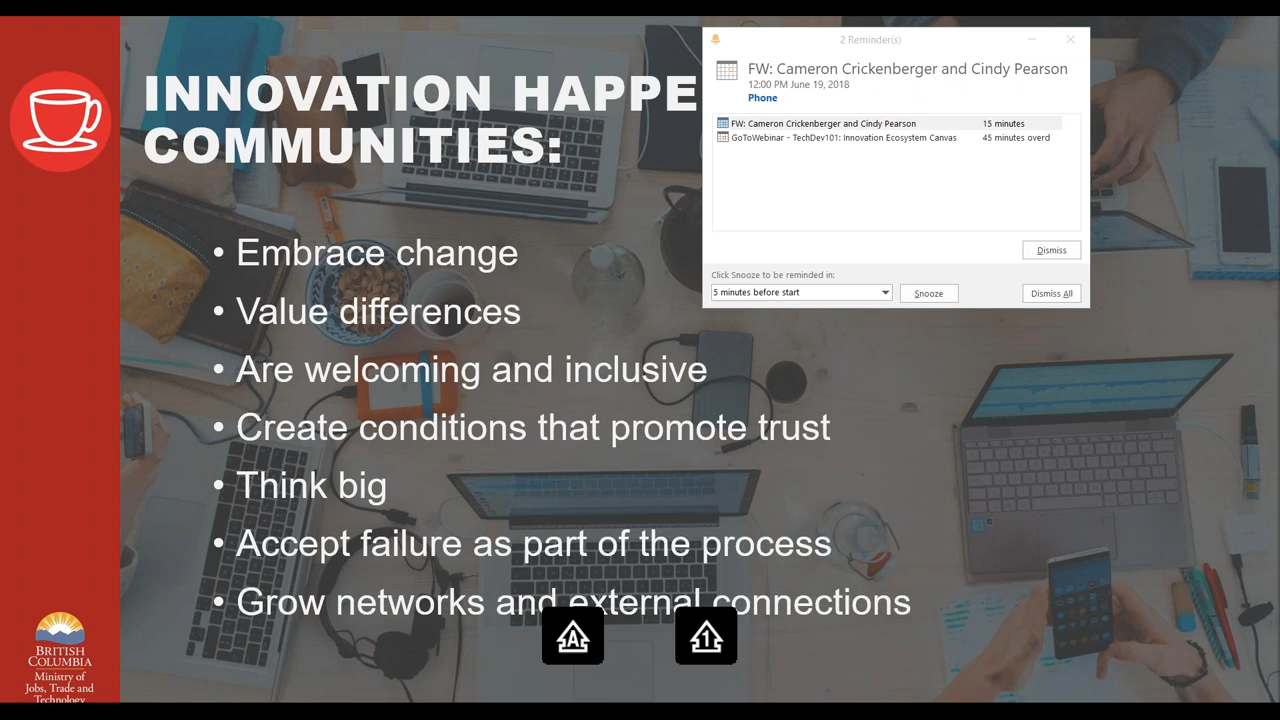 INNOVATION HAPPE
COMMUNITIES:
2 Reminder(s)
FW: Cameron Crickenberger and Cindy Pearson
12:00 PM June 19, 2018
Phone
FW: Cameron Crickenberger and Cindy Pearson 15 minutes
GoToWebinar - TechDev101: Innovation Ecosystem Canvas 45 minutes overd
Dismiss
Click Snooze to be reminded in:
5 minutes before start Snooze Dismiss All
• Embrace change
• Value differences
• Are welcoming and inclusive
• Create conditions that promote trust
• Think big
• Accept failure as part of the process
• Grow networks and external connections
A 1
BRITISH
COLUMBIA
Ministry of
Jobs, Trade and
Technology